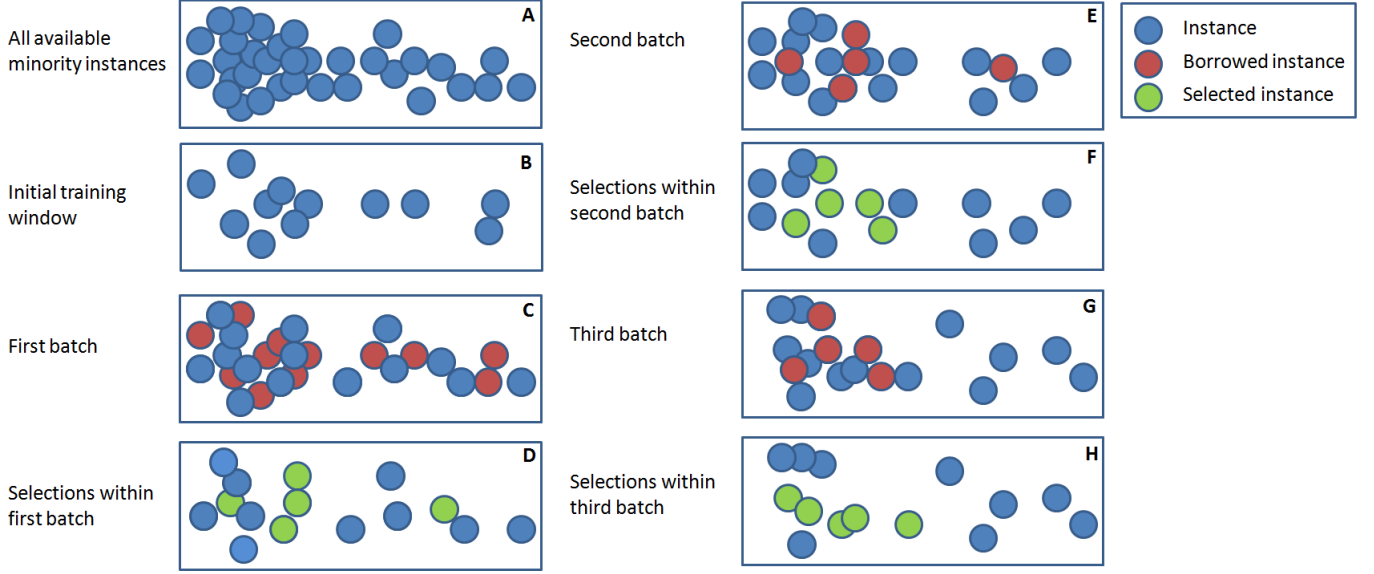 All available
minority instances
A
Initial training
window
B
First batch
C
Selections within
first batch
D
Second batch
E
Selections within
second batch
F
Third batch
G
Selections within
third batch
H
Instance
Borrowed instance
Selected instance